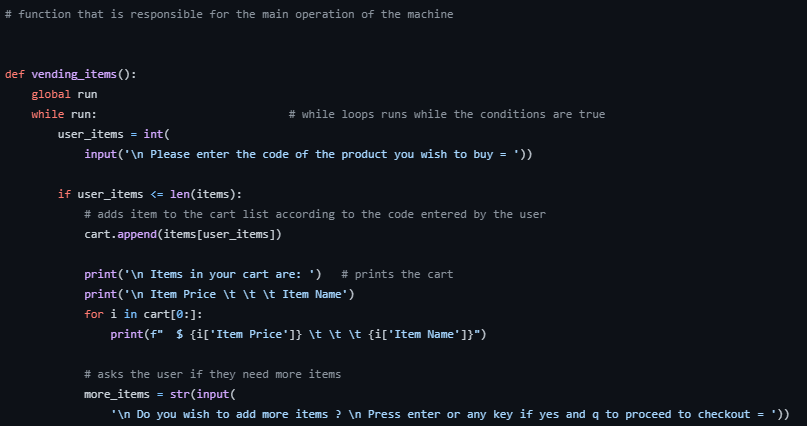 # function that is responsible for the main operation of the machine
def vending_items():
    global run
    while run:                             # while loops runs while the conditions are true
        user_items = int(
            input('\n Please enter the code of the product you wish to buy = '))
        if user_items <= len(items):
            # adds item to the cart list according to the code entered by the user
            cart.append(items[user_items])
            print('\n Items in your cart are: ')   # prints the cart
            print('\n Item Price \t \t \t Item Name')
            for i in cart[0:]:
                print(f"  $ {i['Item Price']} \t \t \t {i['Item Name']}")
            # asks the user if they need more items
            more_items = str(input(
                '\n Do you wish to add more items ? \n Press enter or any key if yes and q to proceed to checkout = '))